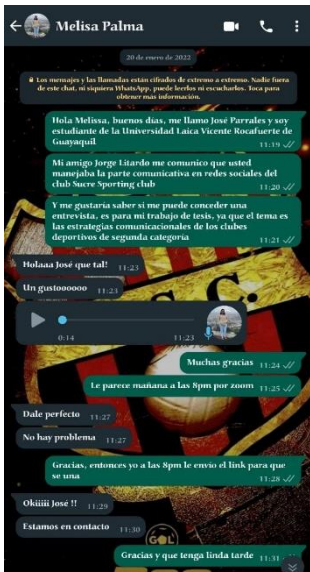 Melisa Palma
20 de enero de 2022
Los mensajes y las llamadas están cifrados de extremo a extremo. Nadie fuera
de este chat, ni siquiera WhatsApp, puede leerlos ni escucharlos. Toca para
obtener más información.
Hola Melissa, buenos días, me llamo José Parrales y soy
estudiante de la Universidad Laica Vicente Rocafuerte de
Guayaquil
11:19
Mi amigo Jorge Litardo me comunico que usted
manejaba la parte comunicativa en redes sociales del
club Sucre Sporting club
11:20
Y me gustaría saber si me puede conceder una
entrevista, es para mi trabajo de tesis, ya que el tema es
las estrategias comunicacionales de los clubes
deportivos de segunda categoría
11:21
Holaaa José que tal! 11:23
Un gustoooooo 11:23
S. C.
0:14 11:23
Muchas gracias 11:24
Le parece mañana a las 8pm por zoom 11:25
Dale perfecto 11:27
No hay problema 11:27
Gracias, entonces yo a las 8pm le envío el link para que
se una
11:28
Okiiiii José !! 11:29
Estamos en contacto 11:30
GOL
Gracias y que tenga linda tarde 11:31